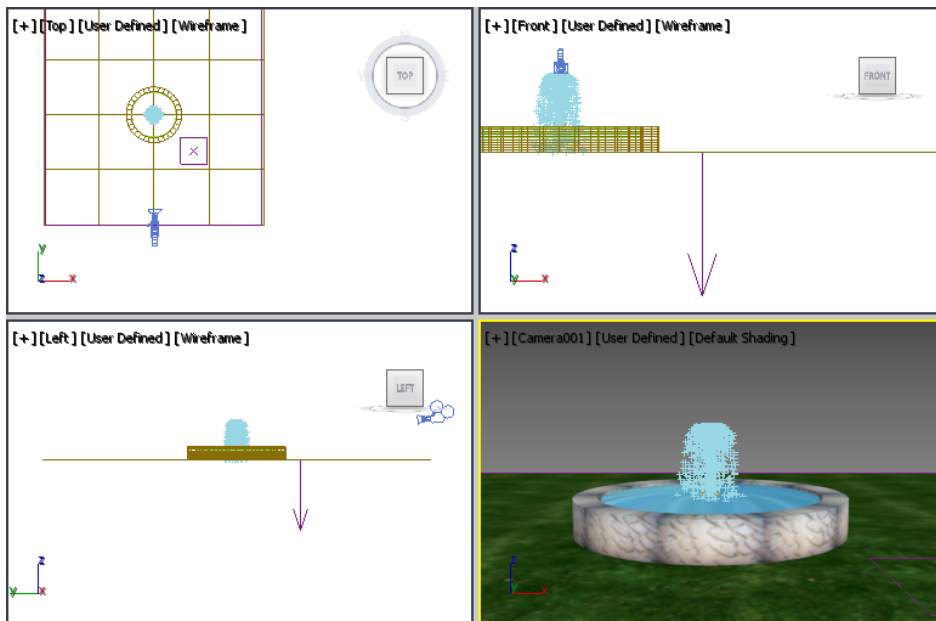 [+] [Top] [User Defined] [Wireframe]
N
W TOP E
S
y
z x
[+] [Front] [User Defined] [Wireframe]
FRONT
z
y x
[+] [Left] [User Defined] [Wireframe]
LEFT
z
y x
[+] [Camera001] [User Defined] [Default Shading]
z
y x